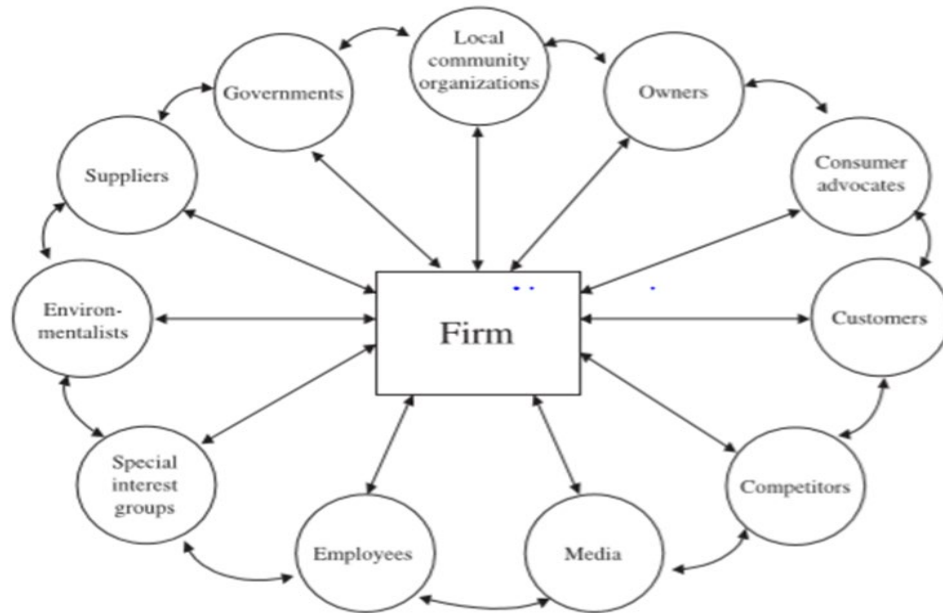 Local
community
organizations
Governments
Owners
Suppliers
Consumer
advocates
Environ-
mentalists
Firm
Customers
Special
interest
groups
Competitors
Employees
Media